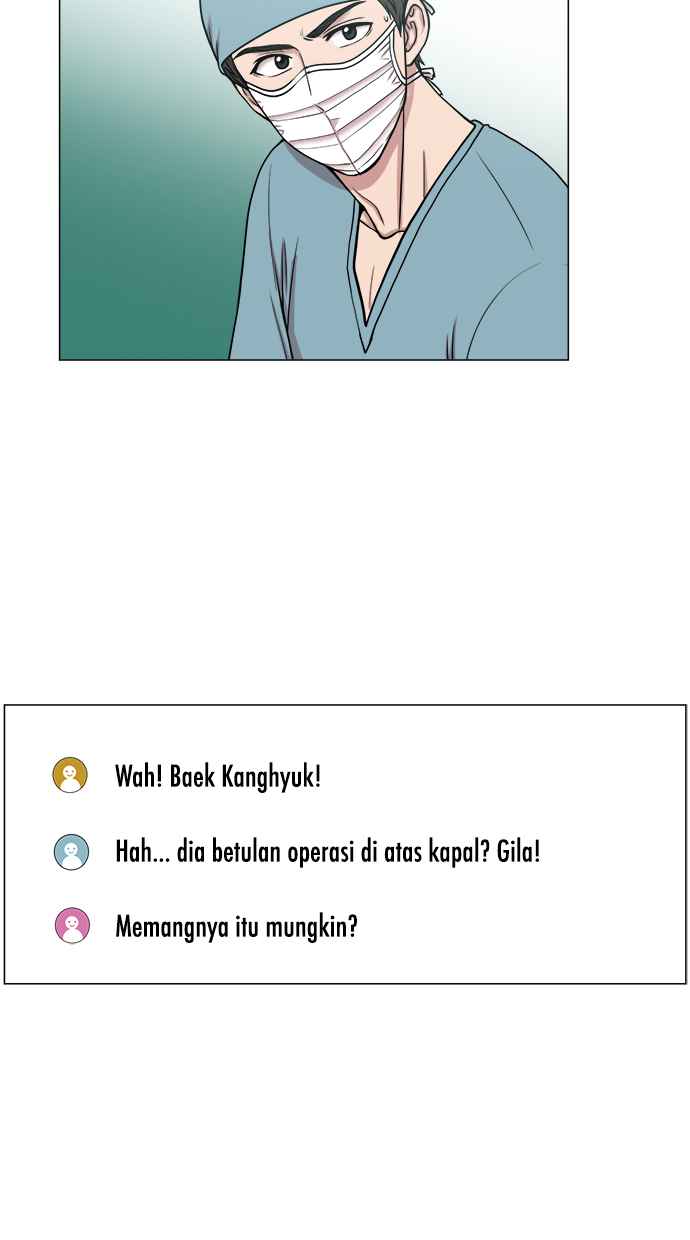 Wah! Baek Kanghyuk!
Hah... dia betulan operasi di atas kapal? Gila!
Memangnya itu mungkin?